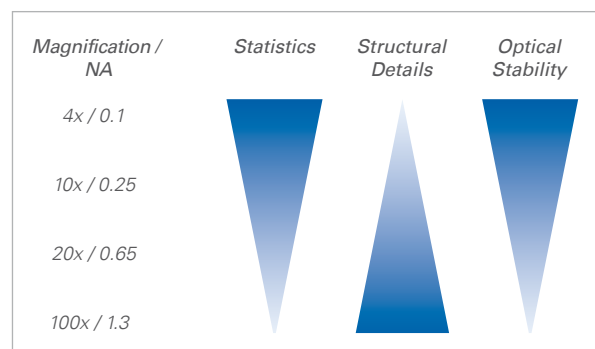 Magnification / NA
Statistics
Structural Details
Optical Stability
4x / 0.1
10x / 0.25
20x / 0.65
100x / 1.3